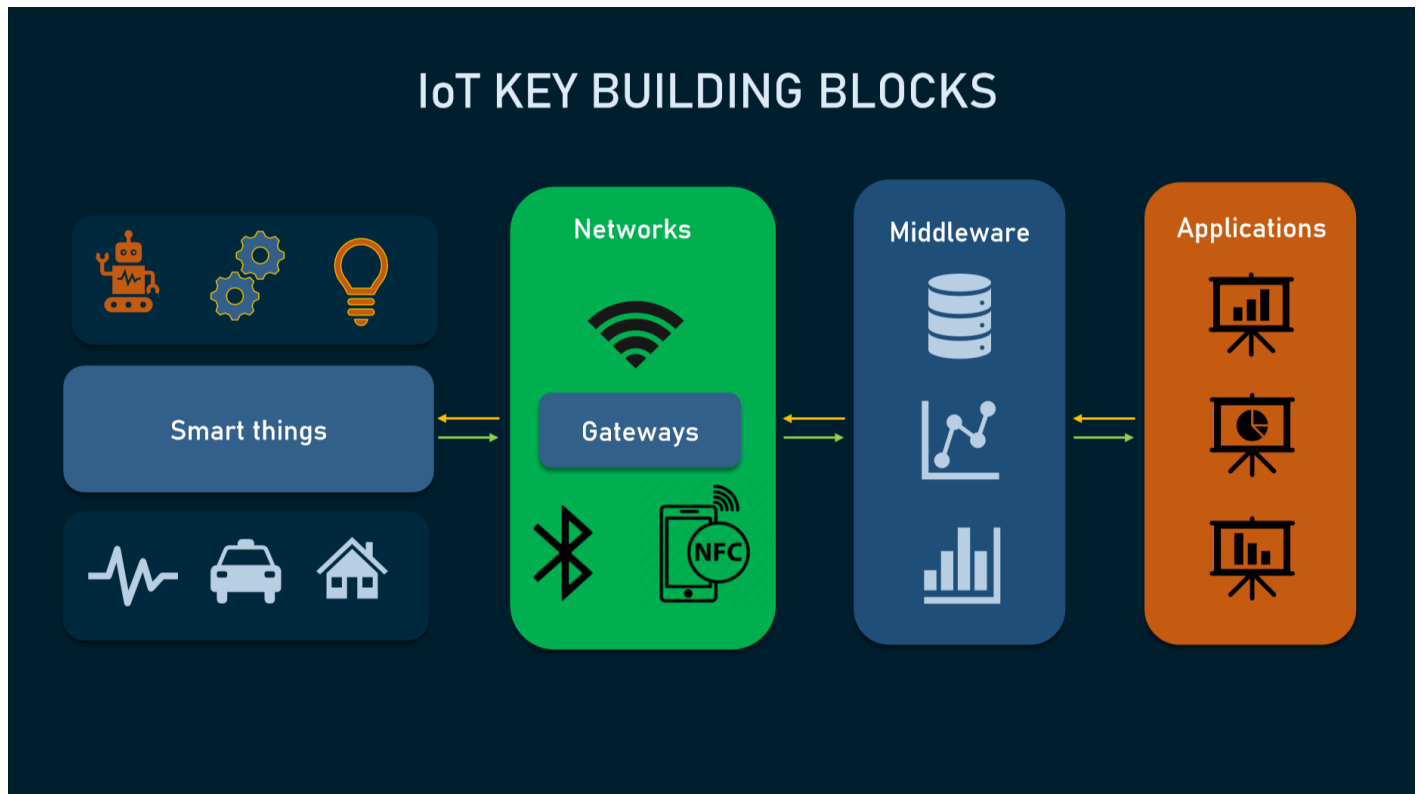 IoT KEY BUILDING BLOCKS
Smart things
Networks
Gateways
NFC
Middleware
Applications